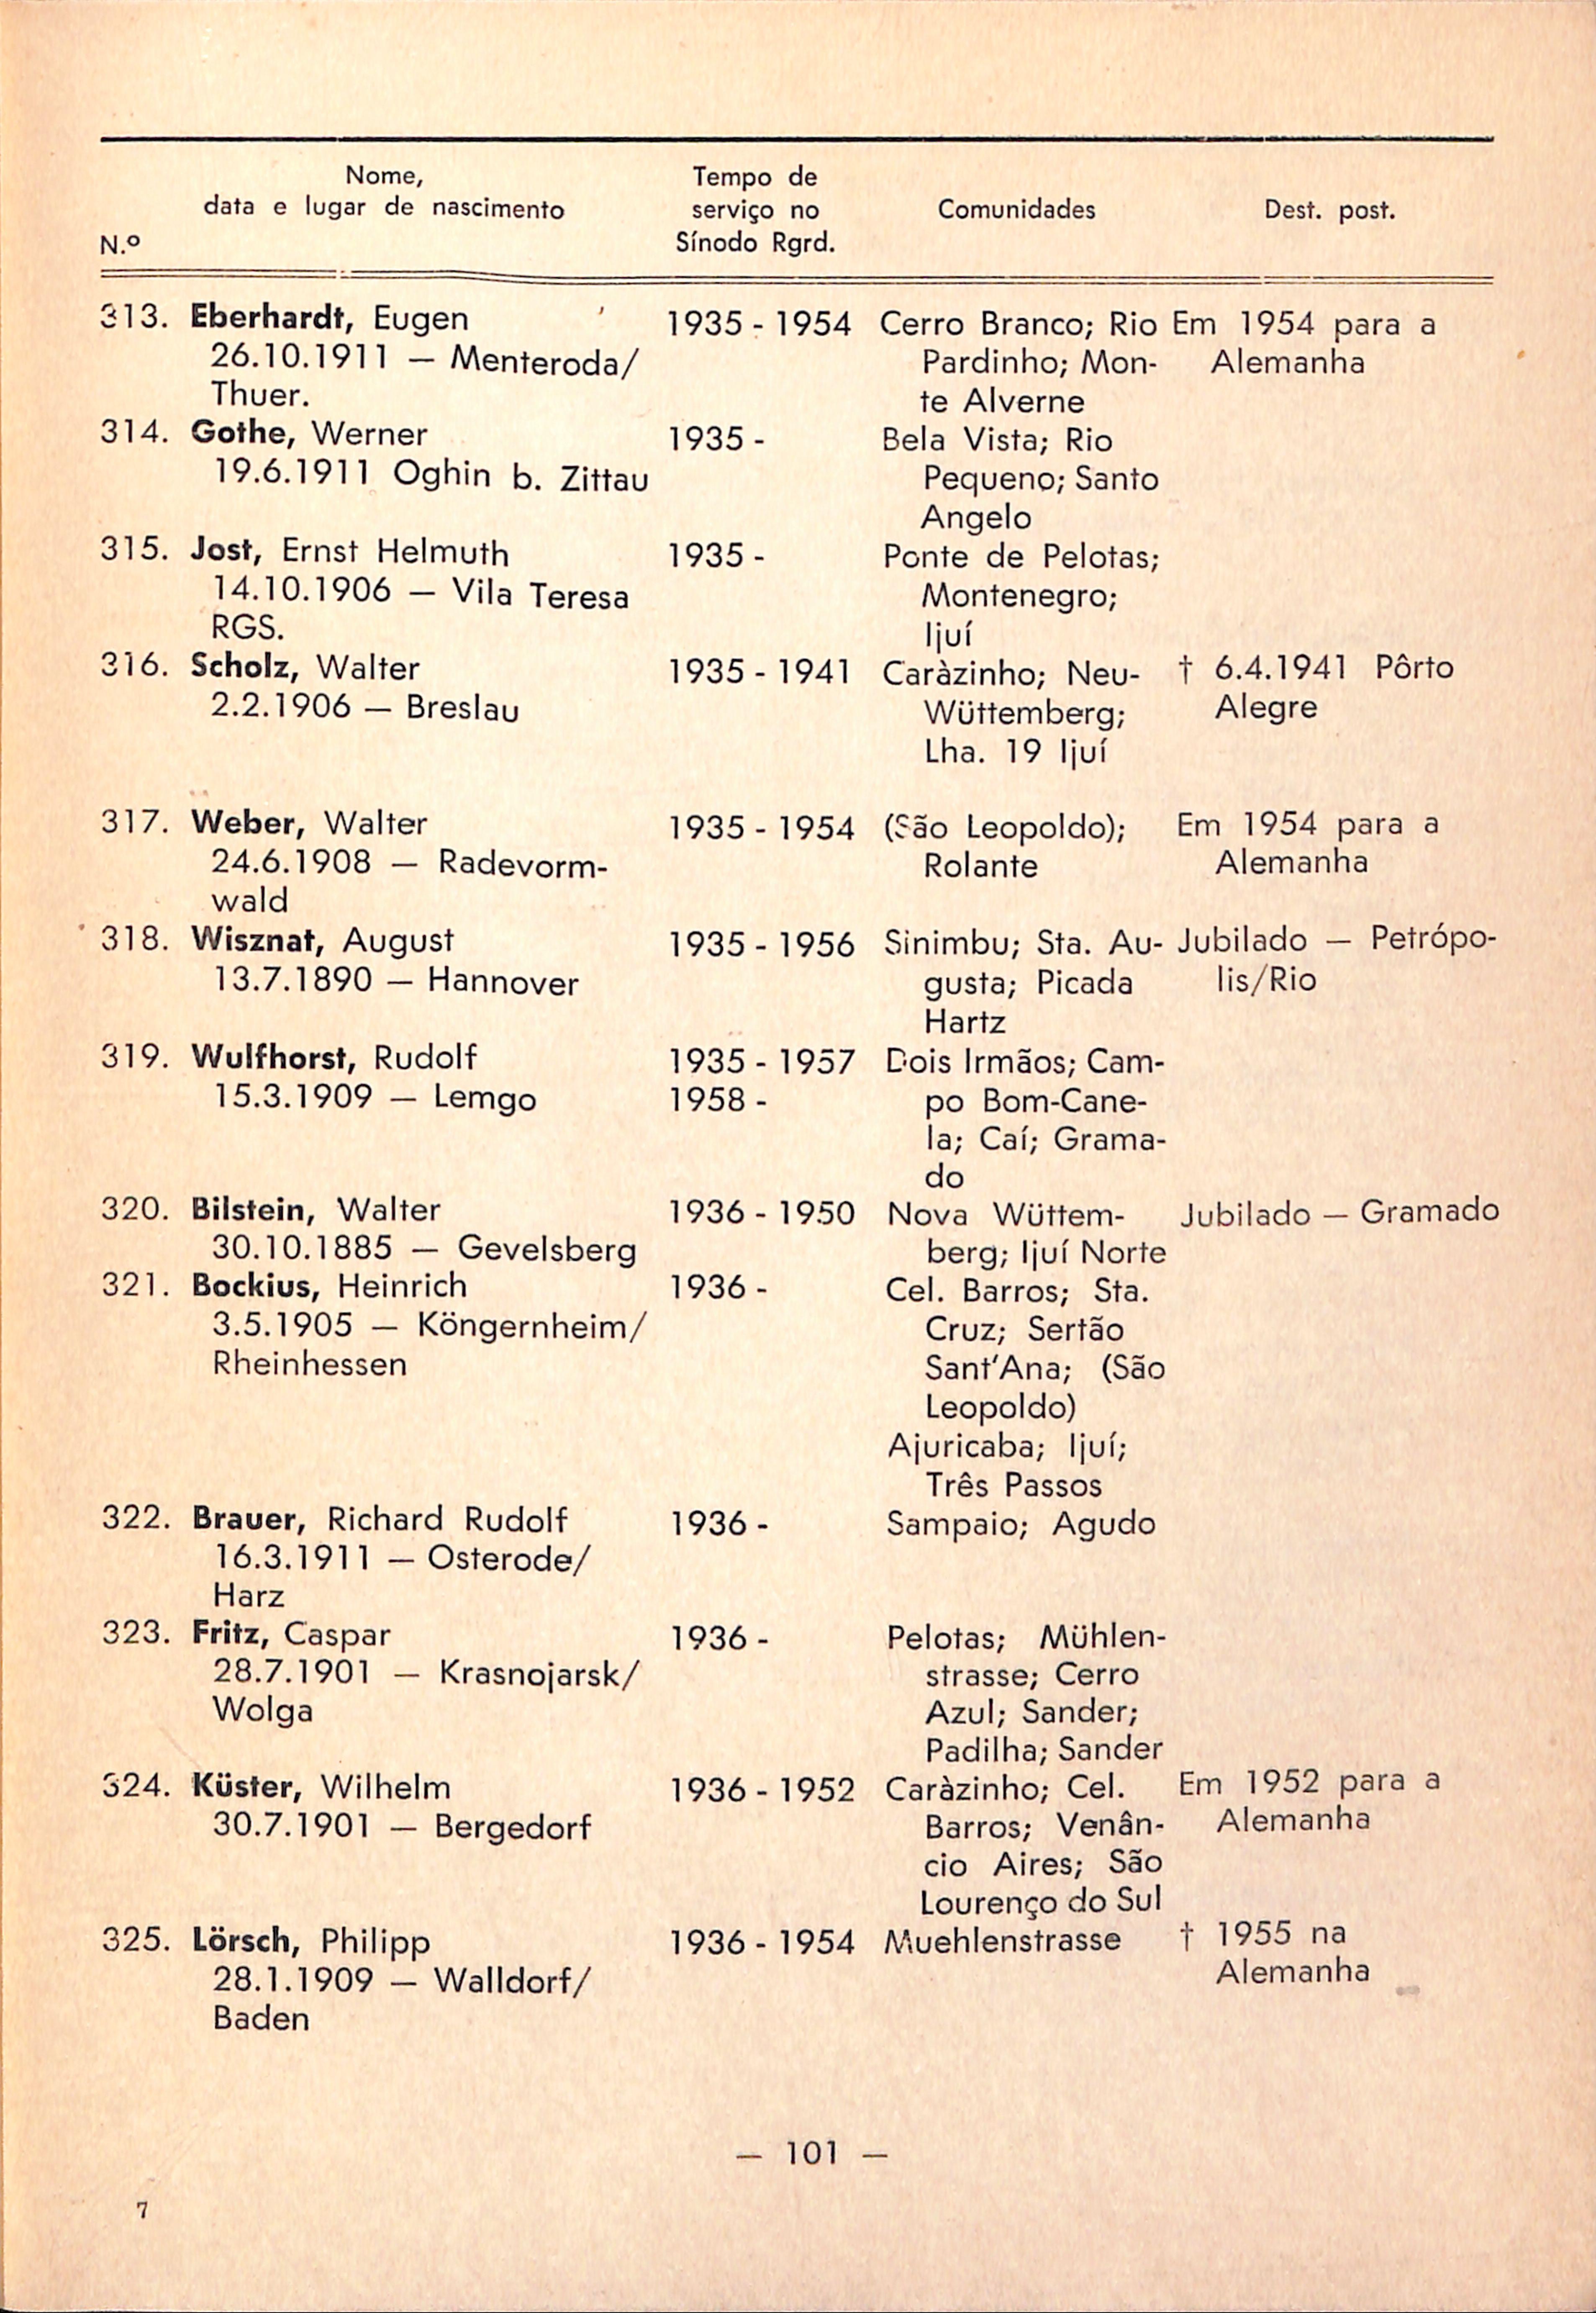 Nome,
data e lugar de nascimento
Tempo de
serviço no
Sínodo Rgrd.
Comunidades
Dest. post.
N.º
313. Eberhardt, Eugen 1935 - 1954 Cerro Branco; Rio Em 1954 para a
26.10.1911 — Menteroda/ Pardinho; Mon- Alemanha
Thuer. te Alverne
314. Gothe, Werner 1935 - Bela Vista; Rio
19.6.1911 Oghin b. Zittau Pequeno; Santo
Angelo
315. Jost, Ernst Helmuth 1935 - Ponte de Pelotas;
14.10.1906 — Vila Teresa Montenegro;
RGS. Ijuí
316. Scholz, Walter 1935 - 1941 Caràzinho; Neu- † 6.4.1941 Pôrto
2.2.1906 — Breslau Wüttemberg; Alegre
Lha. 19 Ijuí
317. Weber, Walter 1935 - 1954 (São Leopoldo); Em 1954 para a
24.6.1908 — Radevorm- Rolante Alemanha
wald
318. Wisznat, August 1935 - 1956 Sinimbu; Sta. Au- Jubilado — Petrópo-
13.7.1890 — Hannover gusta; Picada lis/Rio
Hartz
319. Wulfhorst, Rudolf 1935 - 1957 Dois Irmãos; Cam-
15.3.1909 — Lemgo 1958 - po Bom-Cane-
la; Caí; Grama-
do
320. Bilstein, Walter 1936 - 1950 Nova Wüttem- Jubilado — Gramado
30.10.1885 — Gevelsberg berg; Ijuí Norte
321. Bockius, Heinrich 1936 - Cel. Barros; Sta.
3.5.1905 — Köngernheim/ Cruz; Sertão
Rheinhessen Sant'Ana; (São
Leopoldo)
Ajuricaba; Ijuí;
Três Passos
322. Brauer, Richard Rudolf 1936 - Sampaio; Agudo
16.3.1911 — Osterode/
Harz
323. Fritz, Caspar 1936 - Pelotas; Mühlen-
28.7.1901 — Krasnojarsk/ strasse; Cerro
Wolga Azul; Sander;
Padilha; Sander
324. Küster, Wilhelm 1936 - 1952 Caràzinho; Cel. Em 1952 para a
30.7.1901 — Bergedorf Barros; Venân- Alemanha
cio Aires; São
Lourenço do Sul
325. Lörsch, Philipp 1936 - 1954 Muehlenstrasse † 1955 na
28.1.1909 — Walldorf/ Alemanha
Baden
— 101 —
7